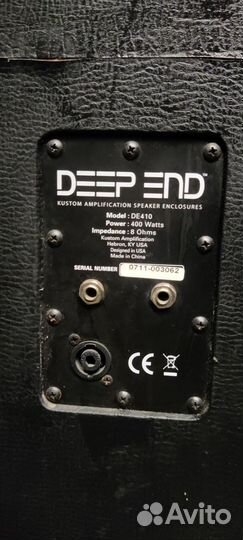 DEEP END™
KUSTOM AMPLIFICATION SPEAKER ENCLOSURES
Model : DE410
Power : 400 Watts
Impedance : 8 Ohms
Kustom Amplification
Hebron, KY USA
Designed in USA
Made in China
SERIAL NUMBER 0711-003062
CE
Avito